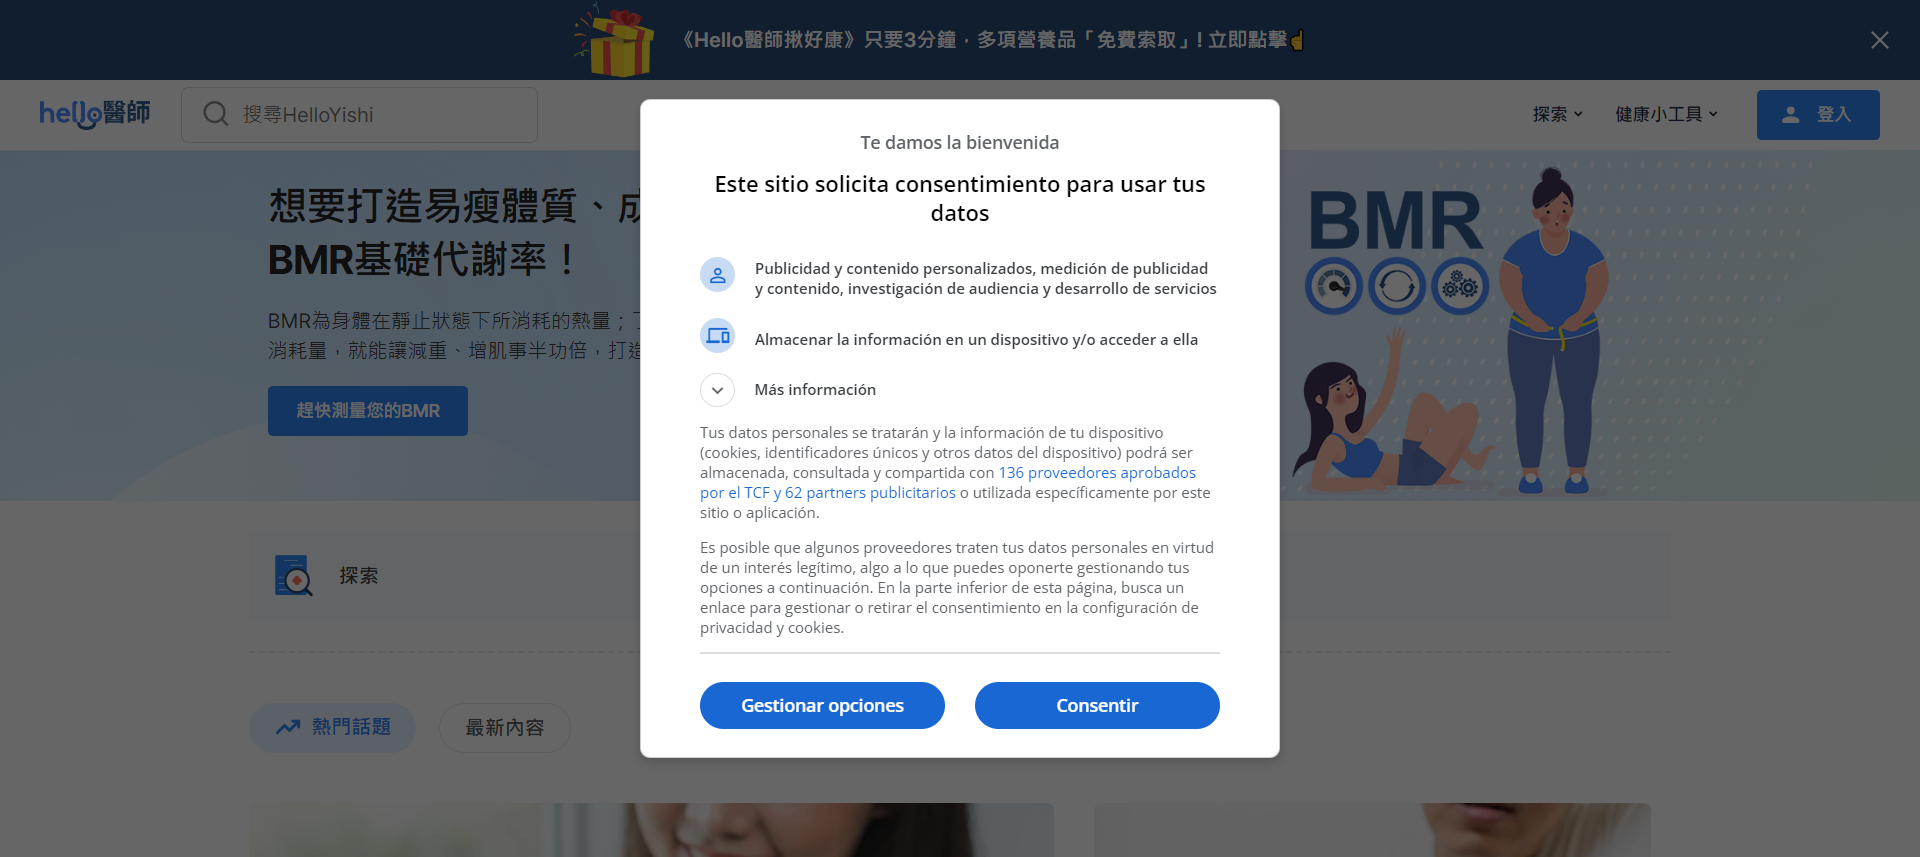 《Hello醫師揪好康》只要3分鐘，多項營養品「免費索取」! 立即點擊
hello醫師
搜尋HelloYishi
探索
健康小工具
登入
想要打造易瘦體質、成
BMR基礎代謝率！
BMR為身體在靜止狀態下所消耗的熱量；了
消耗量，就能讓減重、增肌事半功倍，打造
趕快測量您的BMR
BMR
Te damos la bienvenida
Este sitio solicita consentimiento para usar tus
datos
Publicidad y contenido personalizados, medición de publicidad
y contenido, investigación de audiencia y desarrollo de servicios
Almacenar la información en un dispositivo y/o acceder a ella
Más información
Tus datos personales se tratarán y la información de tu dispositivo
(cookies, identificadores únicos y otros datos del dispositivo) podrá ser
almacenada, consultada y compartida con 136 proveedores aprobados
por el TCF y 62 partners publicitarios o utilizada específicamente por este
sitio o aplicación.
Es posible que algunos proveedores traten tus datos personales en virtud
de un interés legítimo, algo a lo que puedes oponerte gestionando tus
opciones a continuación. En la parte inferior de esta página, busca un
enlace para gestionar o retirar el consentimiento en la configuración de
privacidad y cookies.
Gestionar opciones
Consentir
探索
熱門話題
最新內容